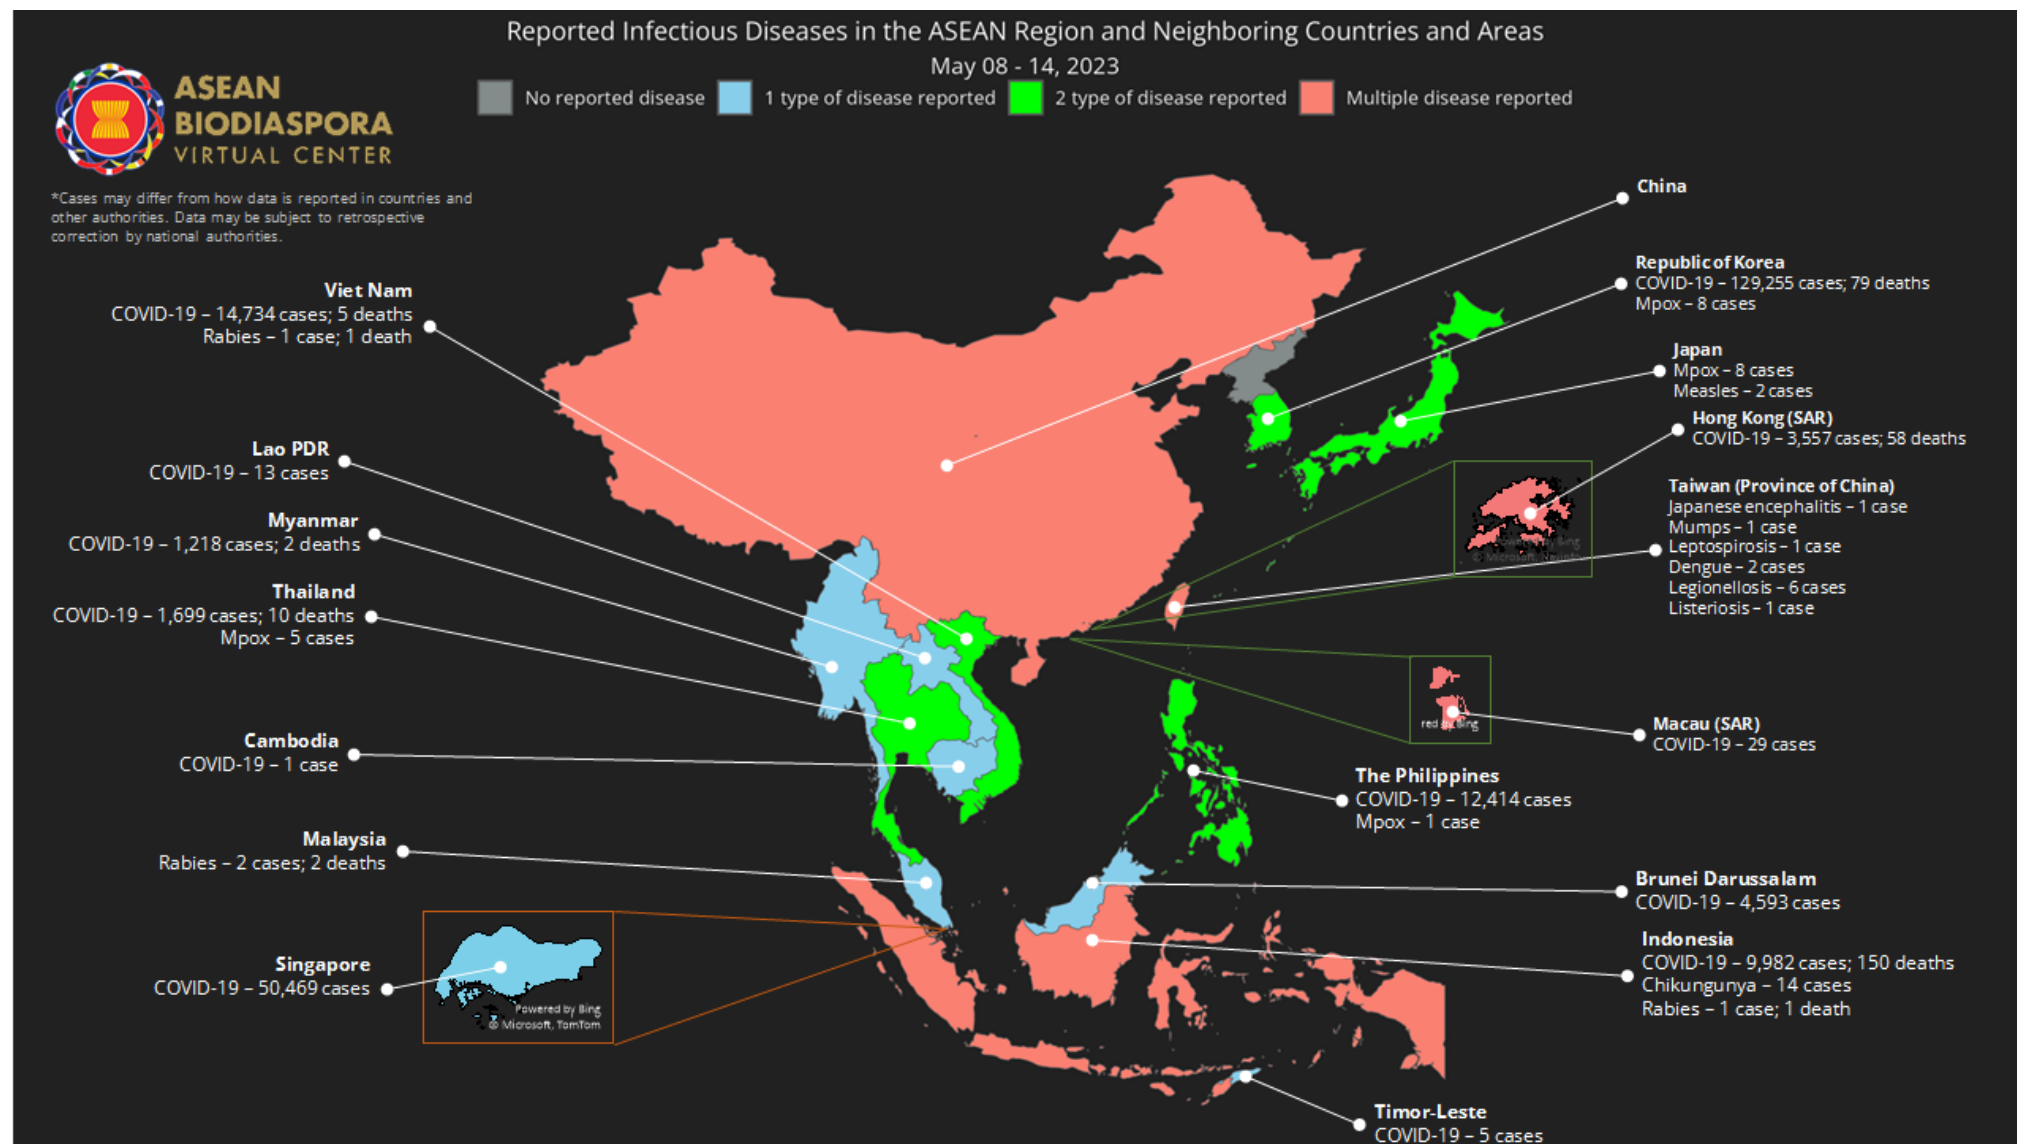 Reported Infectious Diseases in the ASEAN Region and Neighboring Countries and Areas
May 08 - 14, 2023
No reported disease
1 type of disease reported
2 type of disease reported
Multiple disease reported
ASEAN
BIODIASPORA
VIRTUAL CENTER
*Cases may differ from how data is reported in countries and
other authorities. Data may be subject to retrospective
correction by national authorities.
Viet Nam
COVID-19 – 14,734 cases; 5 deaths
Rabies – 1 case; 1 death
Lao PDR
COVID-19 – 13 cases
Myanmar
COVID-19 – 1,218 cases; 2 deaths
Thailand
COVID-19 – 1,699 cases; 10 deaths
Mpox – 5 cases
Cambodia
COVID-19 – 1 case
Malaysia
Rabies – 2 cases; 2 deaths
Singapore
COVID-19 – 50,469 cases
Powered by Bing
© Microsoft, TomTom
China
Republic of Korea
COVID-19 – 129,255 cases; 79 deaths
Mpox – 8 cases
Japan
Mpox – 8 cases
Measles – 2 cases
Hong Kong (SAR)
COVID-19 – 3,557 cases; 58 deaths
Taiwan (Province of China)
Japanese encephalitis – 1 case
Mumps – 1 case
Leptospirosis – 1 case
Dengue – 2 cases
Legionellosis – 6 cases
Listeriosis – 1 case
red by Bing
Macau (SAR)
COVID-19 – 29 cases
The Philippines
COVID-19 – 12,414 cases
Mpox – 1 case
Brunei Darussalam
COVID-19 – 4,593 cases
Indonesia
COVID-19 – 9,982 cases; 150 deaths
Chikungunya – 14 cases
Rabies – 1 case; 1 death
Timor-Leste
COVID-19 – 5 cases